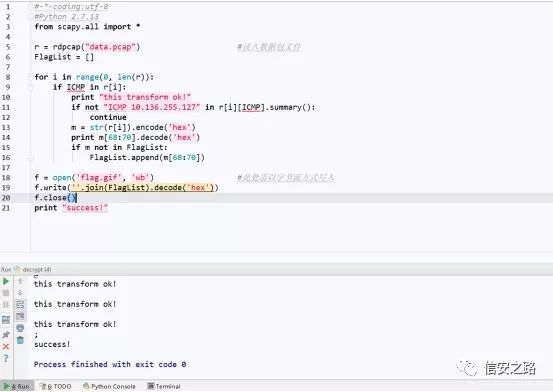 1 #-*-coding:utf-8
2 #Python 2.7.13
3 from scapy.all import *
4
5 r = rdpcap("data.pcap") #读入数据包文件
6 FlagList = []
7
8 for i in range(0, len(r)):
9 if ICMP in r[i]:
10 print "this transform ok!"
11 if not "ICMP 10.136.255.127" in r[i][ICMP].summary():
12 continue
13 m = str(r[i]).encode('hex')
14 print m[68:70].decode('hex')
15 if m not in FlagList:
16 FlagList.append(m[68:70])
17
18 f = open('flag.gif', 'wb') #此处需以字节流方式写入
19 f.write(''.join(FlagList).decode('hex'))
20 f.close()
21 print "success!"
Run decrypt (4)
e
this transform ok!
this transform ok!
this transform ok!
;
success!
Process finished with exit code 0
信安之路
4: Run 6: TODO Python Console Terminal